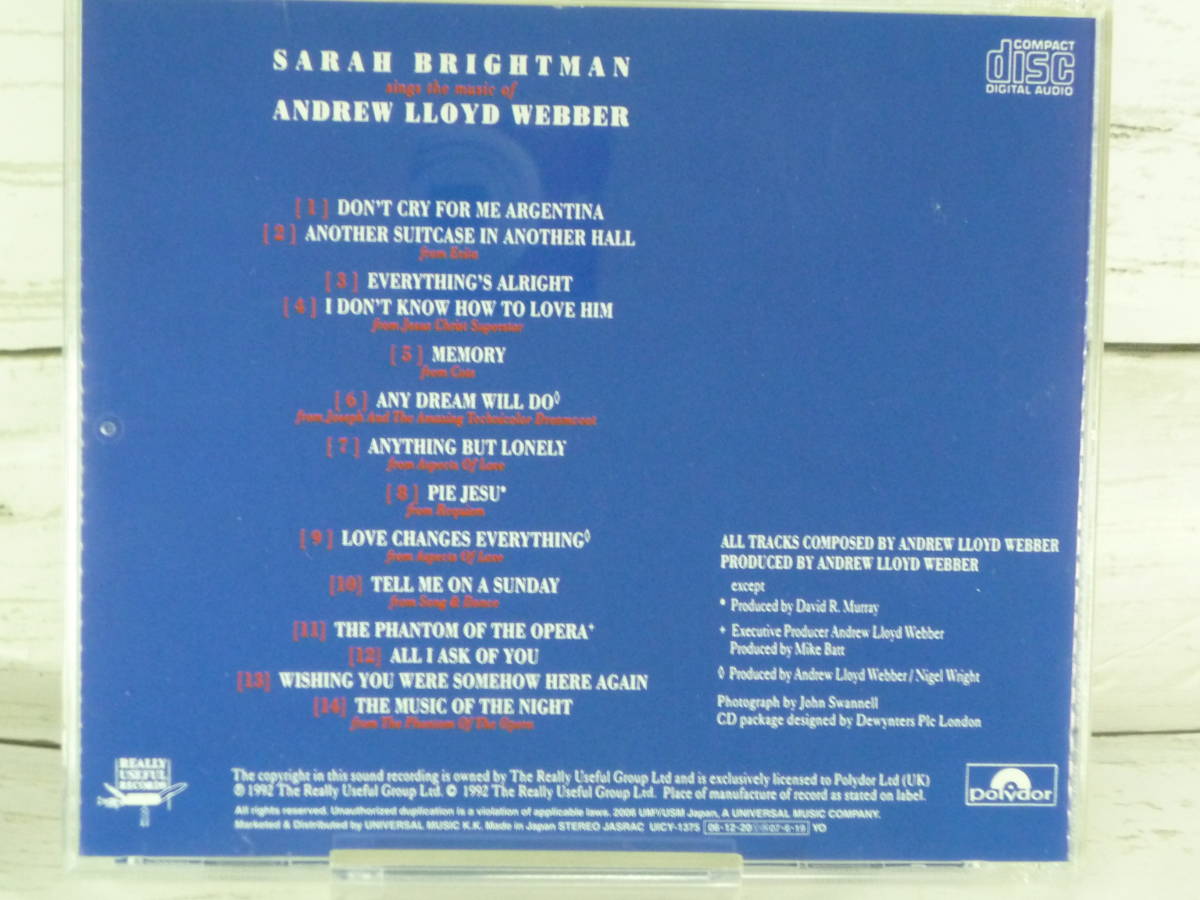 SARAH BRIGHTMAN
sings the music of
ANDREW LLOYD WEBBER
COMPACT
disc
DIGITAL AUDIO
[1] DON'T CRY FOR ME ARGENTINA
[2] ANOTHER SUITCASE IN ANOTHER HALL
from Evita
[3] EVERYTHING'S ALRIGHT
[4] I DON'T KNOW HOW TO LOVE HIM
from Jesus Christ Superstar
[5] MEMORY
from Cats
[6] ANY DREAM WILL DO◊
from Joseph And The Amazing Technicolor Dreamcoat
[7] ANYTHING BUT LONELY
from Aspects Of Love
[8] PIE JESU*
from Requiem
[9] LOVE CHANGES EVERYTHING◊
from Aspects Of Love
[10] TELL ME ON A SUNDAY
from Song & Dance
[11] THE PHANTOM OF THE OPERA+
[12] ALL I ASK OF YOU
[13] WISHING YOU WERE SOMEHOW HERE AGAIN
[14] THE MUSIC OF THE NIGHT
from The Phantom Of The Opera
ALL TRACKS COMPOSED BY ANDREW LLOYD WEBBER
PRODUCED BY ANDREW LLOYD WEBBER
except
* Produced by David R. Murray
+ Executive Producer Andrew Lloyd Webber
Produced by Mike Batt
◊ Produced by Andrew Lloyd Webber / Nigel Wright
Photograph by John Swannell
CD package designed by Dewynters Plc London
REALLY
USEFUL
RECORDS
The copyright in this sound recording is owned by The Really Useful Group Ltd and is exclusively licensed to Polydor Ltd (UK)
℗ 1992 The Really Useful Group Ltd. © 1992 The Really Useful Group Ltd. Place of manufacture of record as stated on label.
All rights reserved. Unauthorized duplication is a violation of applicable laws. 2006 UMV/USM Japan, A UNIVERSAL MUSIC COMPANY.
Marketed & Distributed by UNIVERSAL MUSIC K.K. Made in Japan STEREO JASRAC UICY-1375 06-12-20 07-6-19 YO
polydor